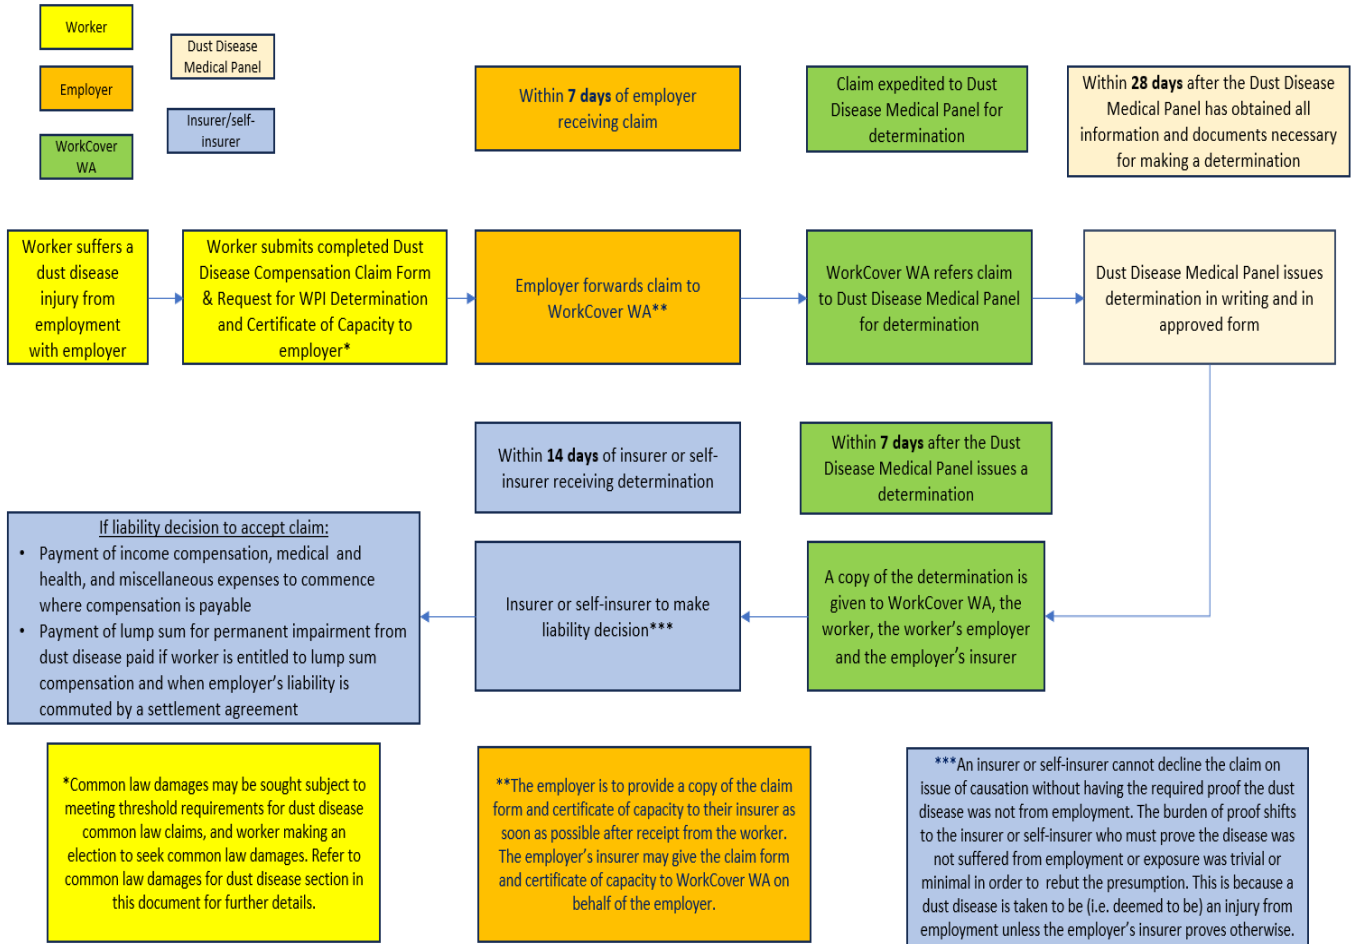 Worker
Dust Disease
Medical Panel
Employer
Insurer/self-
insurer
WorkCover
WA
Within 7 days of employer
receiving claim
Claim expedited to Dust
Disease Medical Panel for
determination
Within 28 days after the Dust Disease
Medical Panel has obtained all
information and documents necessary
for making a determination
Worker suffers a
dust disease
injury from
employment
with employer
Worker submits completed Dust
Disease Compensation Claim Form
& Request for WPI Determination
and Certificate of Capacity to
employer*
Employer forwards claim to
WorkCover WA**
WorkCover WA refers claim
to Dust Disease Medical Panel
for determination
Dust Disease Medical Panel issues
determination in writing and in
approved form
Within 14 days of insurer or self-
insurer receiving determination
Within 7 days after the Dust
Disease Medical Panel issues a
determination
If liability decision to accept claim:
• Payment of income compensation, medical and
health, and miscellaneous expenses to commence
where compensation is payable
• Payment of lump sum for permanent impairment from
dust disease paid if worker is entitled to lump sum
compensation and when employer's liability is
commuted by a settlement agreement
Insurer or self-insurer to make
liability decision***
A copy of the determination is
given to WorkCover WA, the
worker, the worker's employer
and the employer's insurer
*Common law damages may be sought subject to
meeting threshold requirements for dust disease
common law claims, and worker making an
election to seek common law damages. Refer to
common law damages for dust disease section in
this document for further details.
**The employer is to provide a copy of the claim
form and certificate of capacity to their insurer as
soon as possible after receipt from the worker.
The employer's insurer may give the claim form
and certificate of capacity to WorkCover WA on
behalf of the employer.
***An insurer or self-insurer cannot decline the claim on
issue of causation without having the required proof the dust
disease was not from employment. The burden of proof shifts
to the insurer or self-insurer who must prove the disease was
not suffered from employment or exposure was trivial or
minimal in order to rebut the presumption. This is because a
dust disease is taken to be (i.e. deemed to be) an injury from
employment unless the employer's insurer proves otherwise.